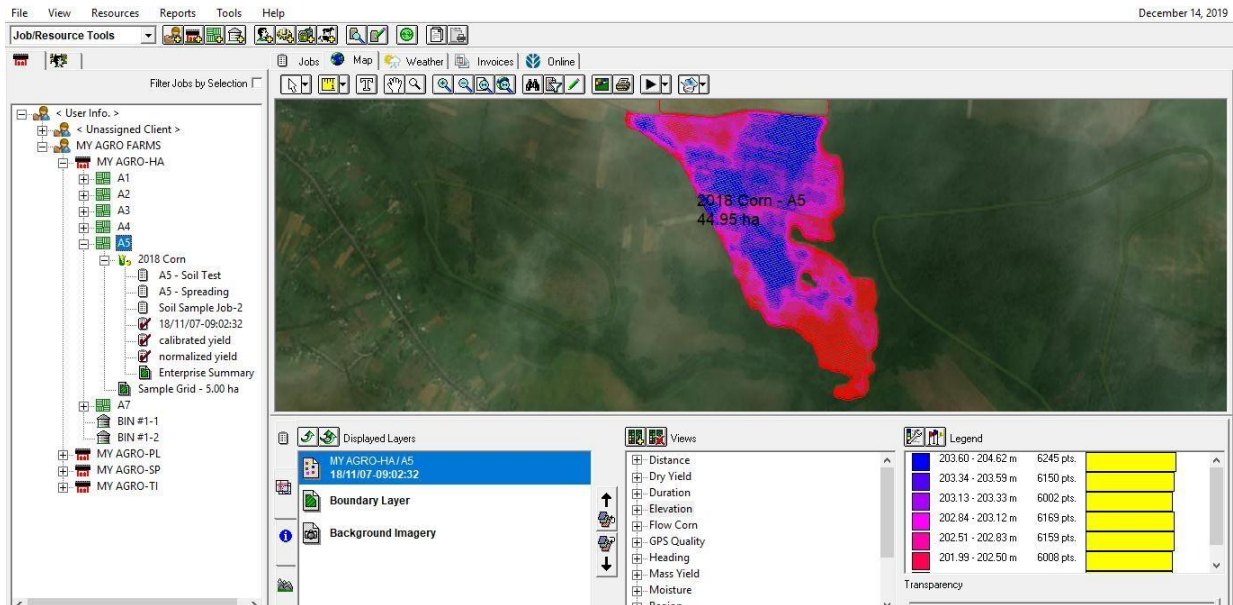 File View Resources Reports Tools Help
December 14, 2019
Job/Resource Tools
Jobs Map Weather Invoices Online
Filter Jobs by Selection
< User Info. >
< Unassigned Client >
MY AGRO FARMS
MY AGRO-HA
A1
A2
A3
A4
A5
2018 Corn
A5 - Soil Test
A5 - Spreading
Soil Sample Job-2
18/11/07-09:02:32
calibrated yield
normalized yield
Enterprise Summary
Sample Grid - 5.00 ha
A7
BIN #1-1
BIN #1-2
MY AGRO-PL
MY AGRO-SP
MY AGRO-TI
2018 Corn - A5
44.95 ha
Displayed Layers
MY AGRO-HA/A5
18/11/07-09:02:32
Boundary Layer
Background Imagery
Views
Distance
Dry Yield
Duration
Elevation
Flow Corn
GPS Quality
Heading
Mass Yield
Moisture
Region
Legend
203.60 - 204.62 m 6245 pts.
203.34 - 203.59 m 6150 pts.
203.13 - 203.33 m 6002 pts.
202.84 - 203.12 m 6169 pts.
202.51 - 202.83 m 6159 pts.
201.99 - 202.50 m 6008 pts.
Transparency